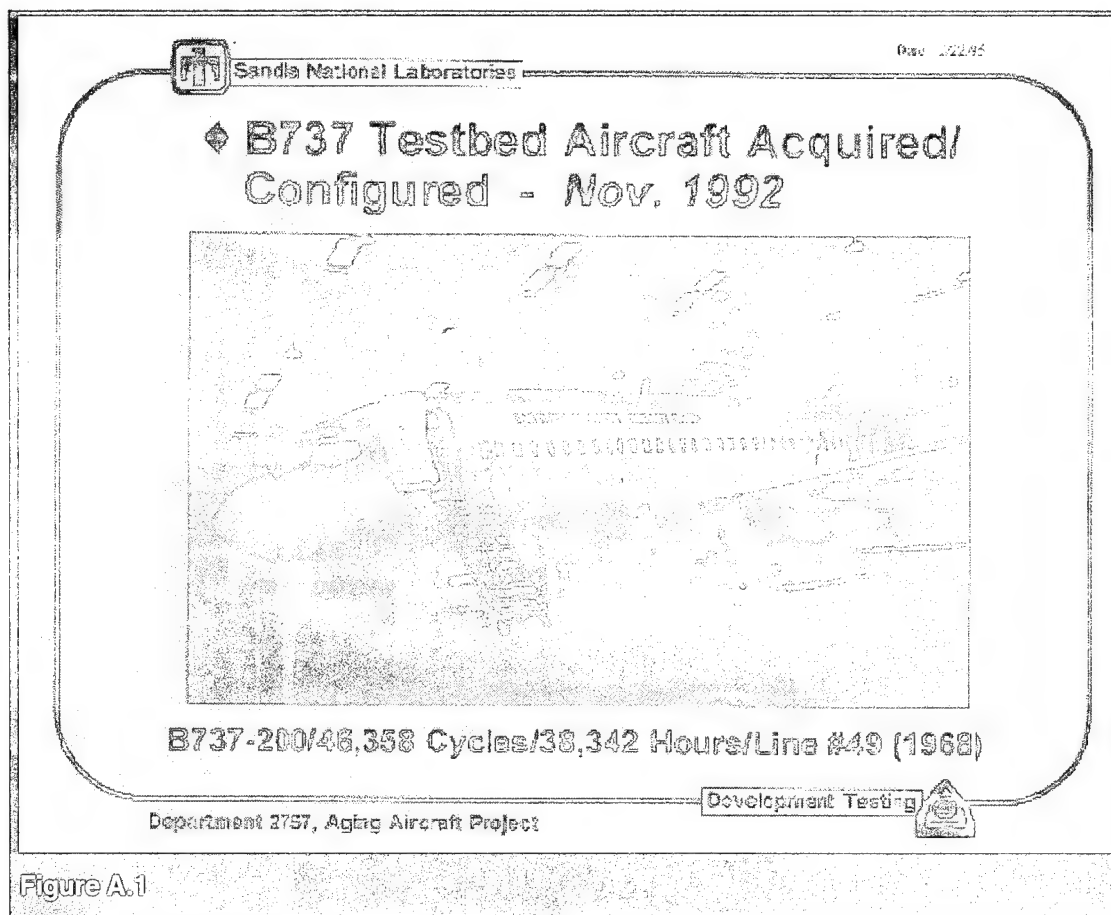 Sandia National Laboratories
B737 Testbed Aircraft Acquired/
Configured - Nov. 1992
B737-200/46,358 Cycles/38,342 Hours/Line #49 (1968)
Development Testing
Department 2757, Aging Aircraft Project
Figure A.1